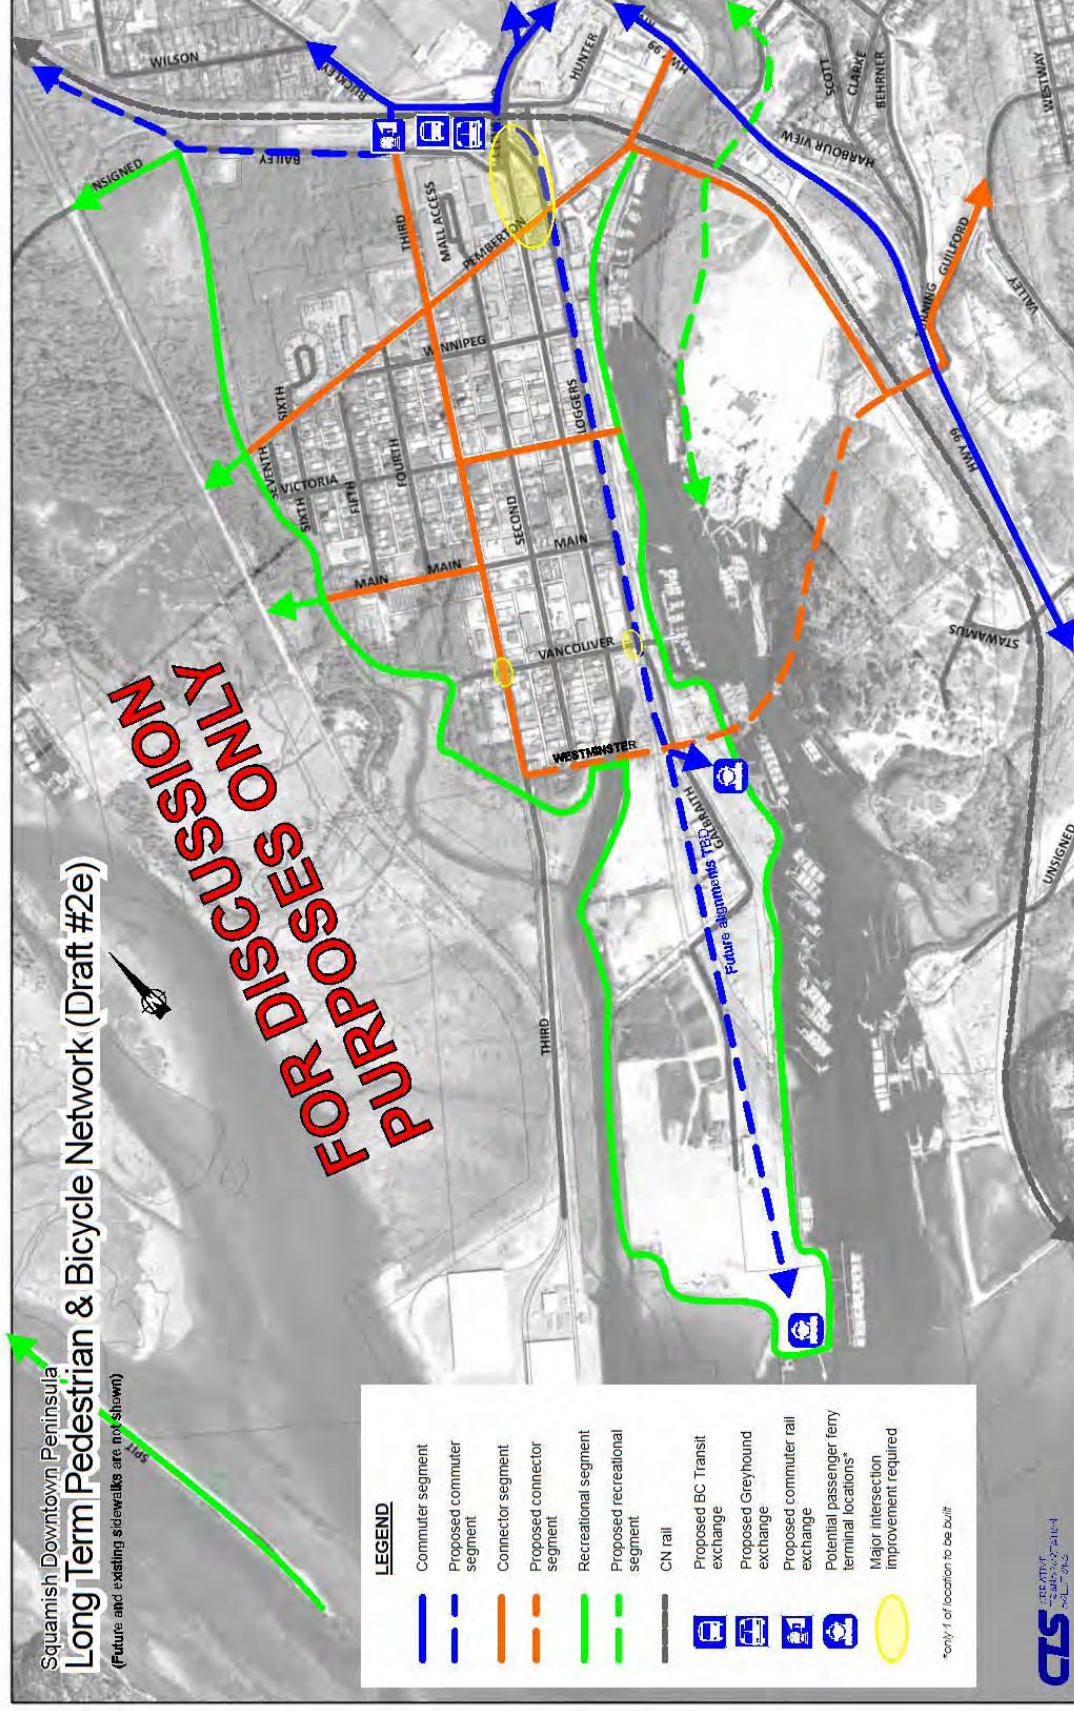 Squamish Downtown Peninsula
Long Term Pedestrian & Bicycle Network (Draft #2e)
(Future and existing sidewalks are not shown)
FOR DISCUSSION
PURPOSES ONLY
SPIT
WILSON
BUCKLEY
HUNTER
HWY 99
SCOTT
CLARKE
BEHRNER
WESTWAY
HARBOUR VIEW
BAILEY
NSIGNED
THIRD
MALL ACCESS
PEMBERTON
GUILFORD
VALLEY
WINNIPEG
SIXTH
LOGGERS
SEVENTH
VICTORIA
FOURTH
FIFTH
SIXTH
SECOND
MAIN
MAIN
MAIN
HWY 99
VANCOUVER
STAWAMUS
WESTMINSTER
GALBRAITH
Future alignments TBD
UNSIGNED
THIRD
LEGEND
Commuter segment
Proposed commuter
segment
Connector segment
Proposed connector
segment
Recreational segment
Proposed recreational
segment
CN rail
Proposed BC Transit
exchange
Proposed Greyhound
exchange
Proposed commuter rail
exchange
Potential passenger ferry
terminal locations*
Major intersection
improvement required
*only 1 of location to be built
CTS